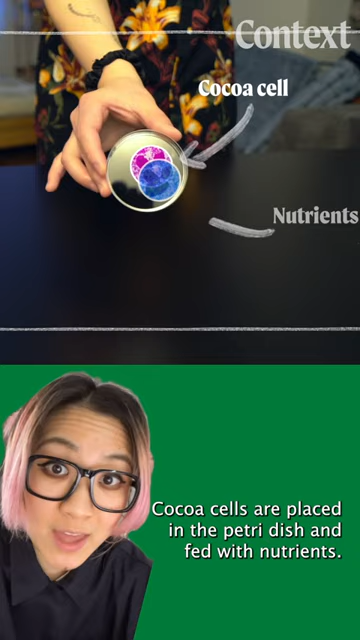 Context
Cocoa cell
Nutrients
Cocoa cells are placed
in the petri dish and
fed with nutrients.